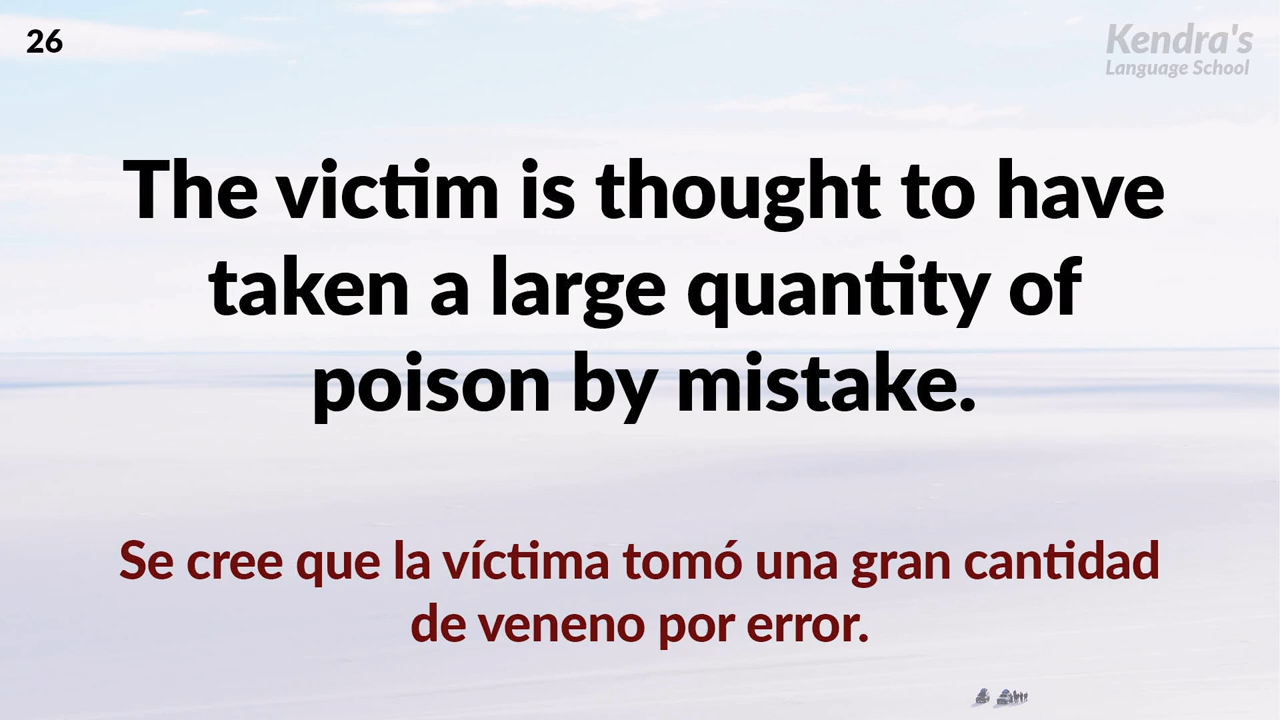 26
Kendra's
Language School
The victim is thought to have
taken a large quantity of
poison by mistake.
Se cree que la víctima tomó una gran cantidad
de veneno por error.